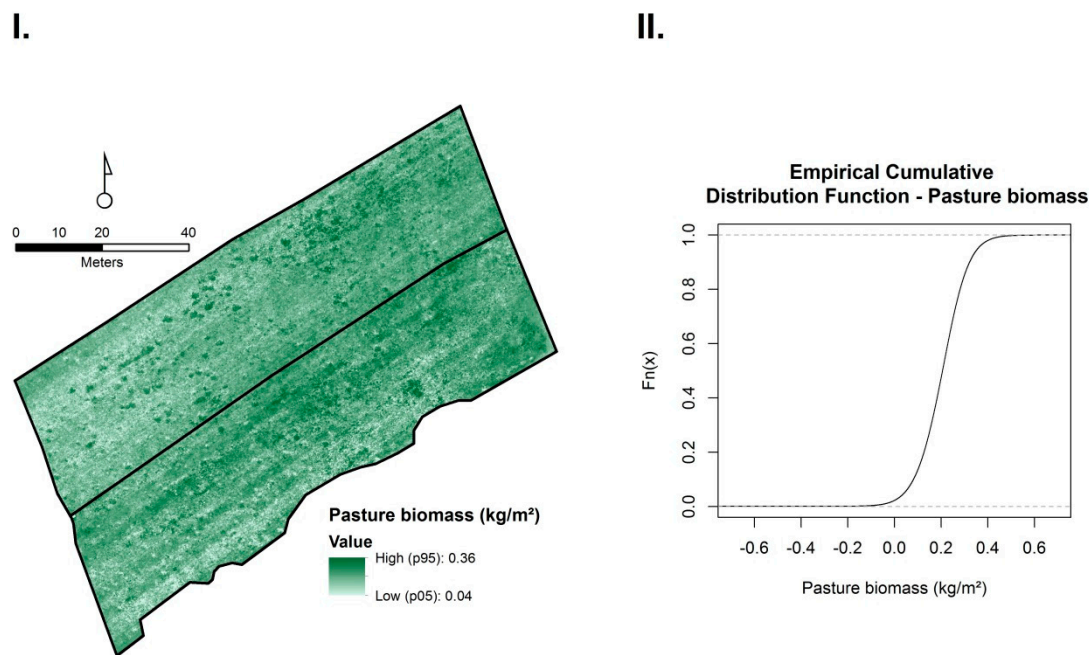 I.
0 10 20 40
Meters
Pasture biomass (kg/m²)
Value
High (p95): 0.36
Low (p05): 0.04
II.
Empirical Cumulative
Distribution Function - Pasture biomass
Fn(x)
1.0
0.8
0.6
0.4
0.2
0.0
-0.6 -0.4 -0.2 0.0 0.2 0.4 0.6
Pasture biomass (kg/m²)